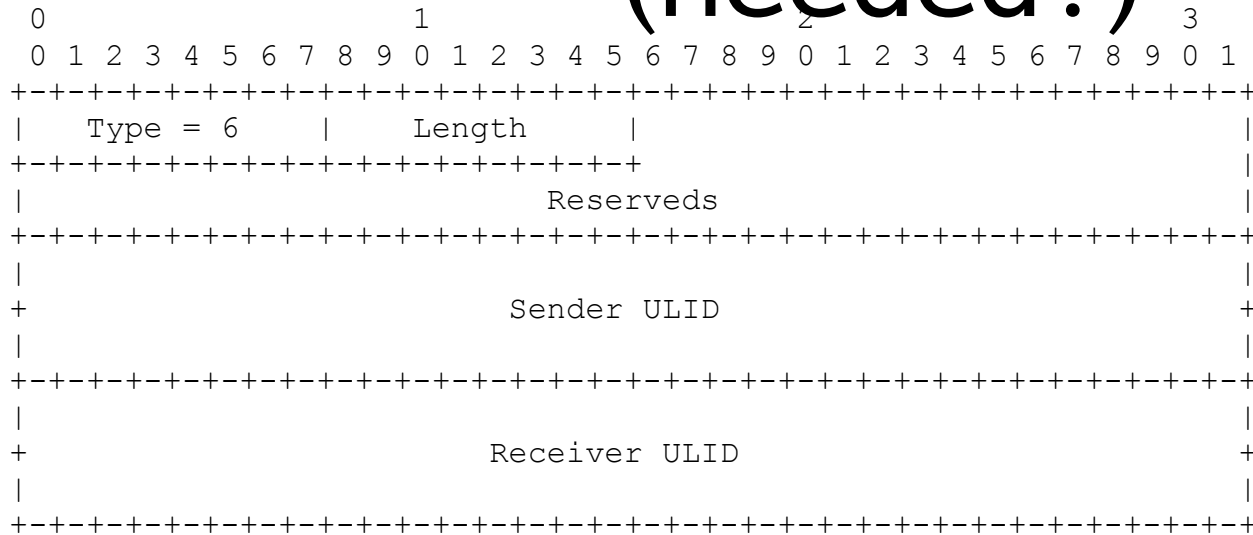 (needed?)
 0                   1                   2                   3
 0 1 2 3 4 5 6 7 8 9 0 1 2 3 4 5 6 7 8 9 0 1 2 3 4 5 6 7 8 9 0 1
+-+-+-+-+-+-+-+-+-+-+-+-+-+-+-+-+-+-+-+-+-+-+-+-+-+-+-+-+-+-+-+-+
|   Type = 6    |    Length     |                               |
+-+-+-+-+-+-+-+-+-+-+-+-+-+-+-+-+                               |
|                           Reserveds                           |
+-+-+-+-+-+-+-+-+-+-+-+-+-+-+-+-+-+-+-+-+-+-+-+-+-+-+-+-+-+-+-+-+
|                                                               |
+                         Sender ULID                           +
|                                                               |
+-+-+-+-+-+-+-+-+-+-+-+-+-+-+-+-+-+-+-+-+-+-+-+-+-+-+-+-+-+-+-+-+
|                                                               |
+                        Receiver ULID                          +
|                                                               |
+-+-+-+-+-+-+-+-+-+-+-+-+-+-+-+-+-+-+-+-+-+-+-+-+-+-+-+-+-+-+-+-+